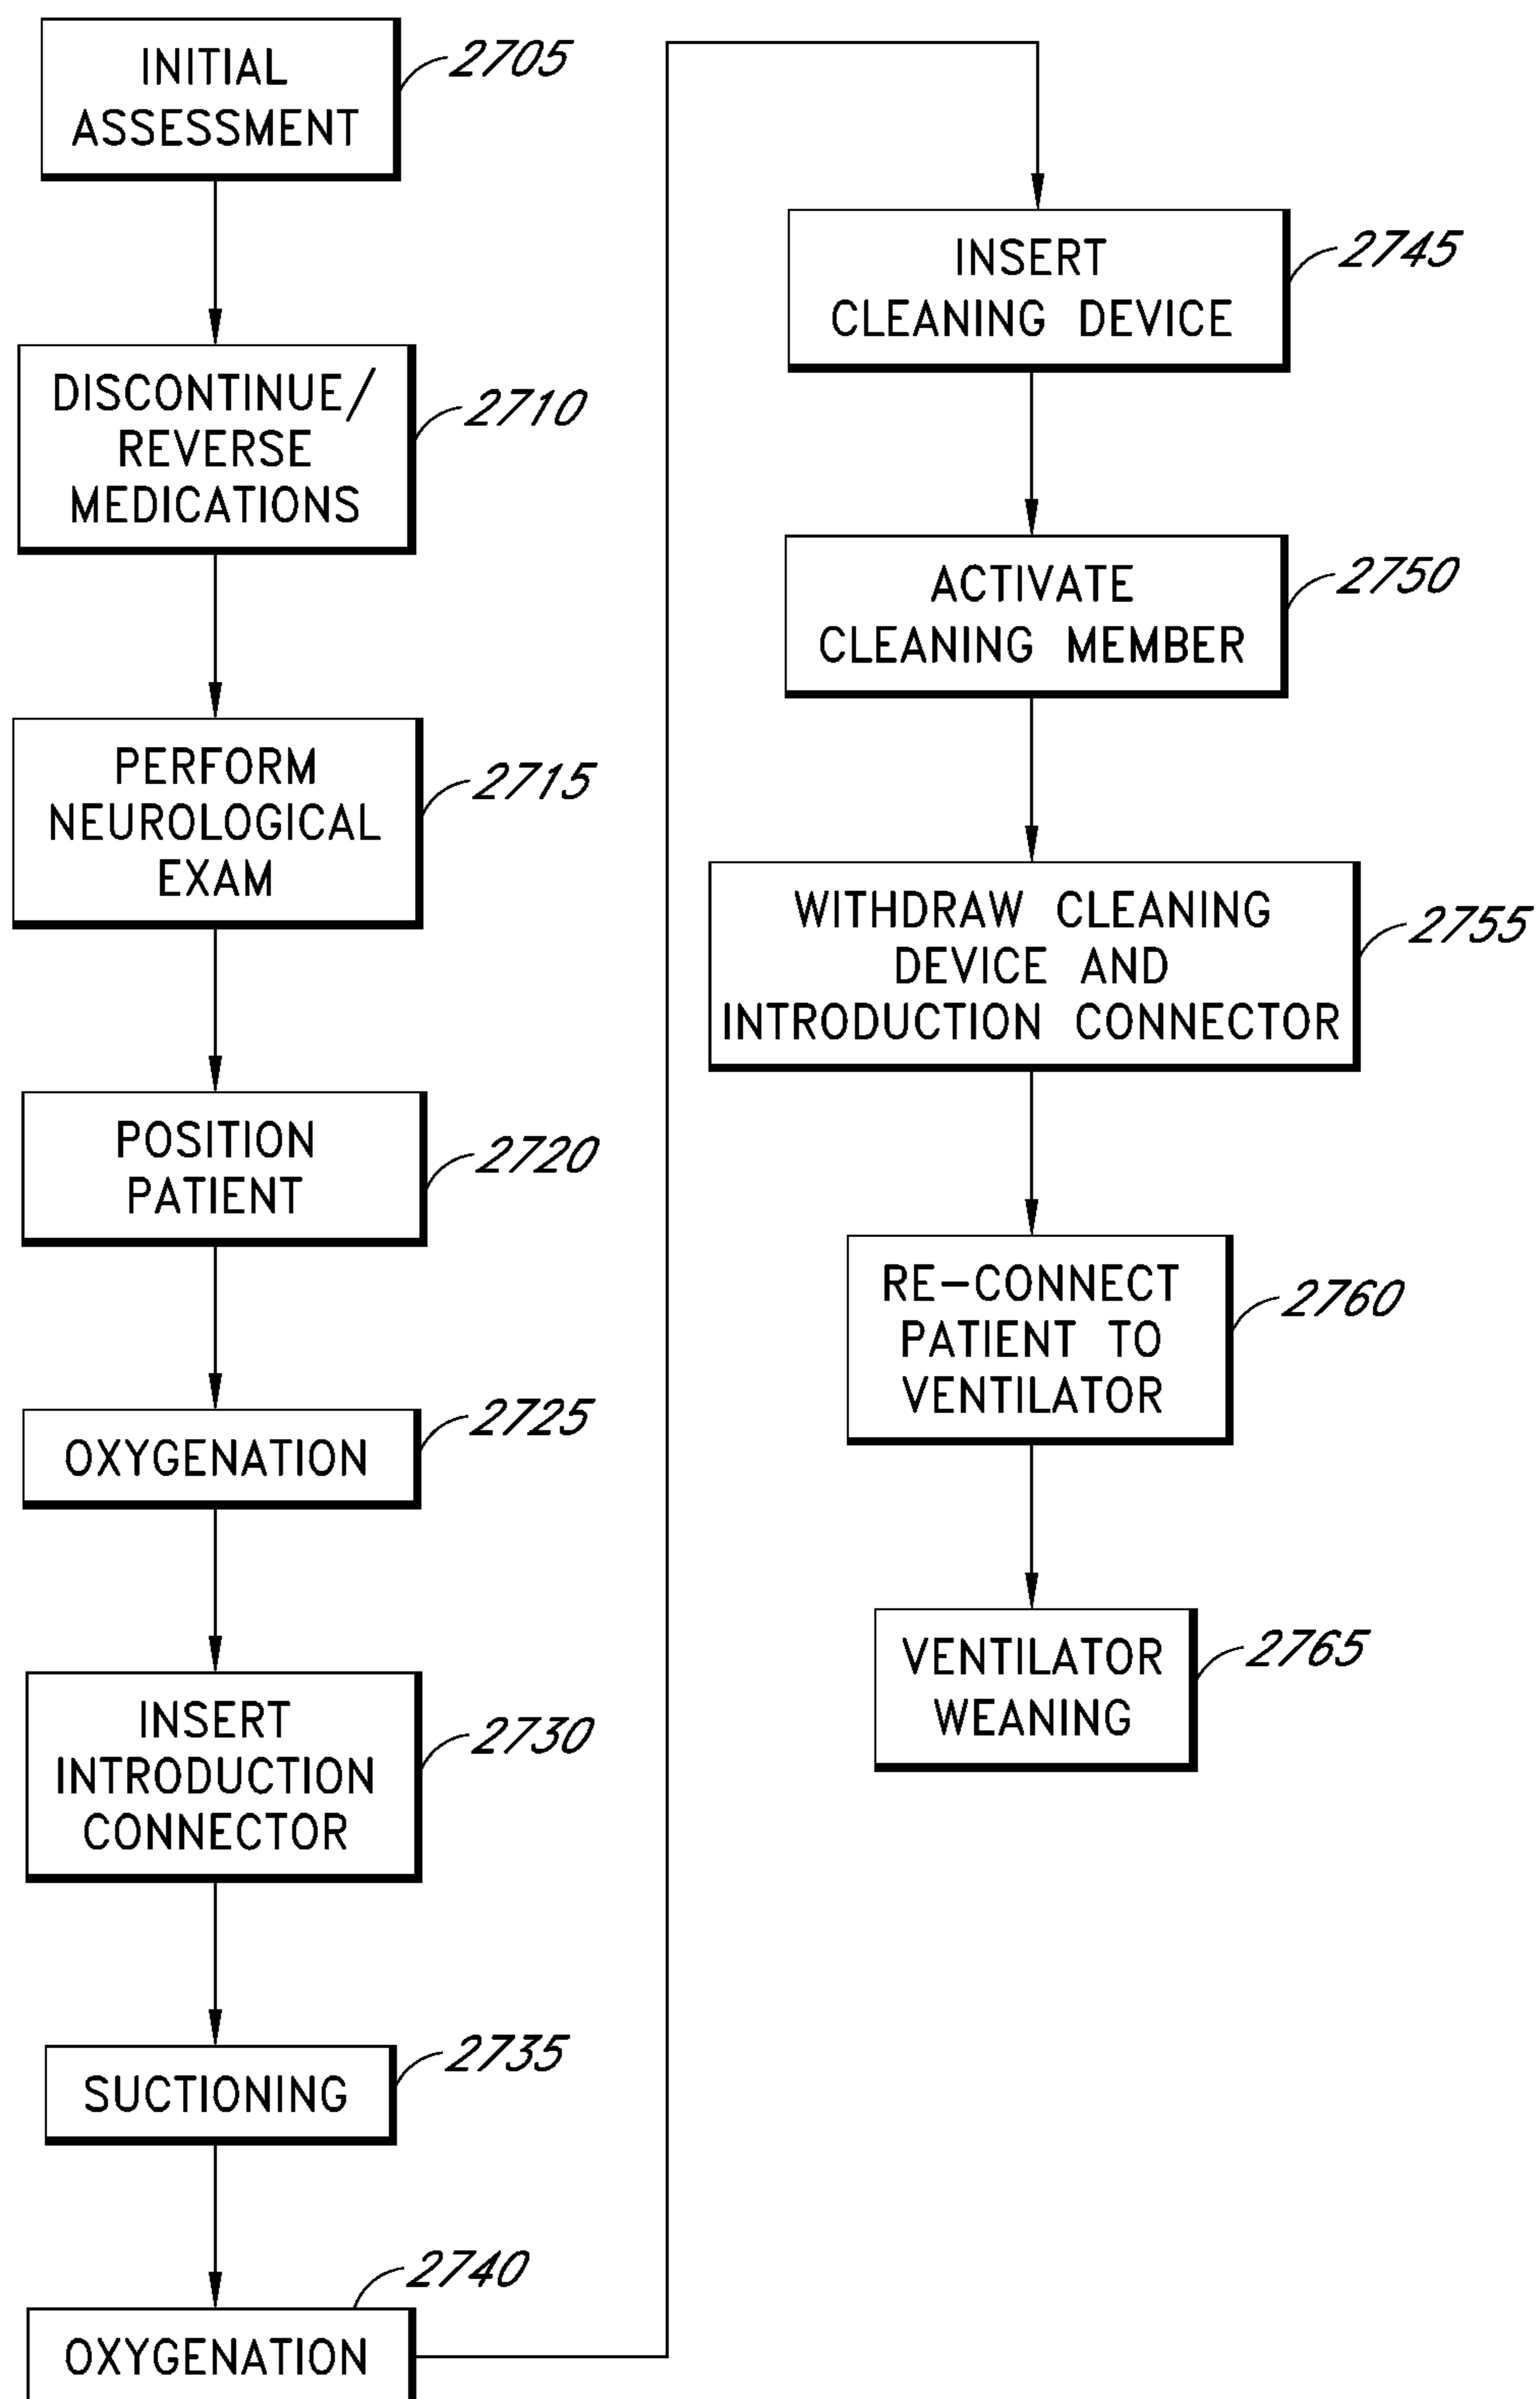 INITIAL
ASSESSMENT
2705
DISCONTINUE/
REVERSE
MEDICATIONS
2710
PERFORM
NEUROLOGICAL
EXAM
2715
POSITION
PATIENT
2720
OXYGENATION
2725
INSERT
INTRODUCTION
CONNECTOR
2730
SUCTIONING
2735
OXYGENATION
2740
INSERT
CLEANING DEVICE
2745
ACTIVATE
CLEANING MEMBER
2750
WITHDRAW CLEANING
DEVICE AND
INTRODUCTION CONNECTOR
2755
RE-CONNECT
PATIENT TO
VENTILATOR
2760
VENTILATOR
WEANING
2765